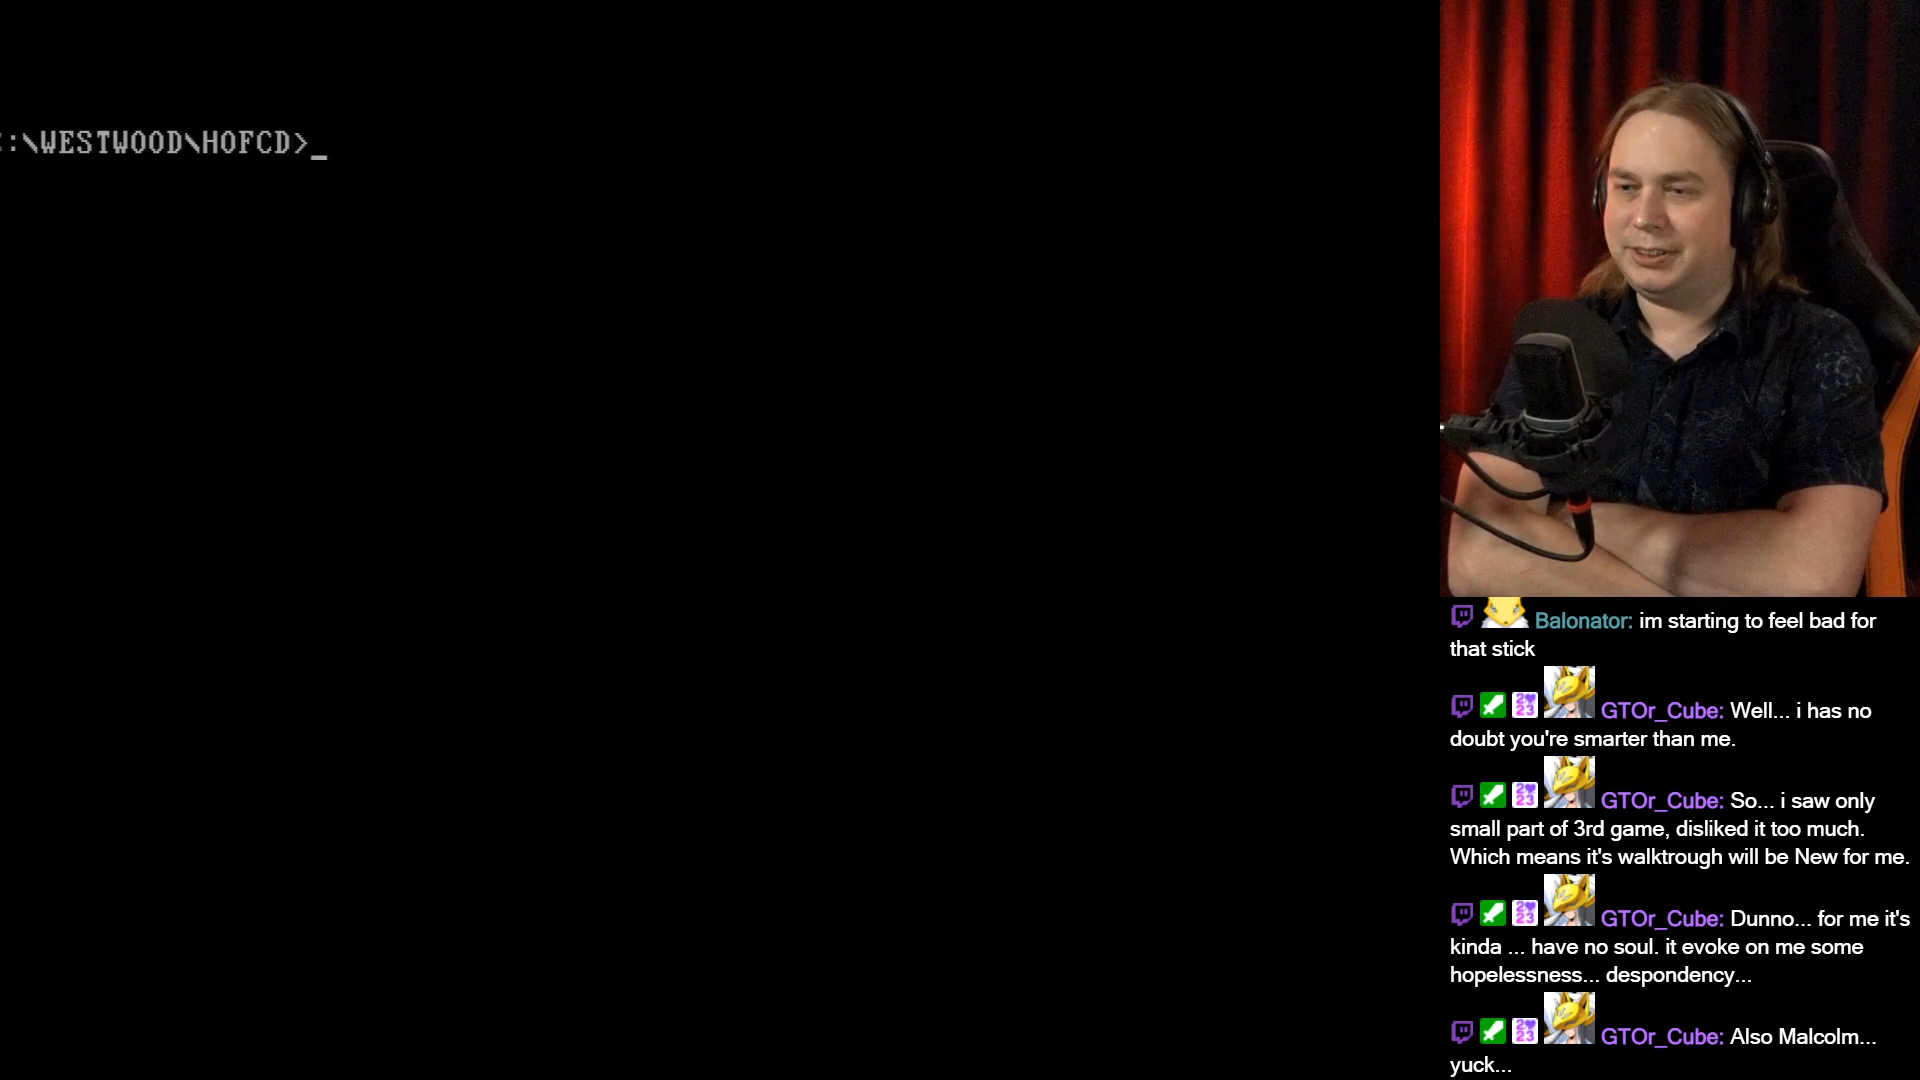 :\WESTWOOD\HOFCD>_
Balonator: im starting to feel bad for
that stick
GTOr_Cube: Well... i has no
doubt you're smarter than me.
GTOr_Cube: So... i saw only
small part of 3rd game, disliked it too much.
Which means it's walktrough will be New for me.
GTOr_Cube: Dunno... for me it's
kinda ... have no soul. it evoke on me some
hopelessness... despondency...
GTOr_Cube: Also Malcolm...
yuck...